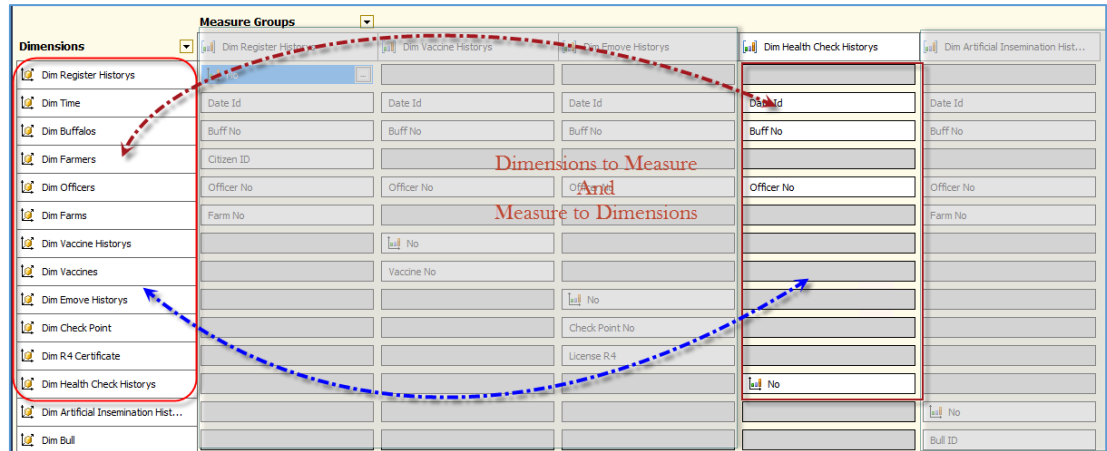 Measure Groups
Dimensions Dim Register Historys Dim Vaccine Historys Dim Emove Historys Dim Health Check Historys Dim Artificial Insemination Hist...
Dim Register Historys ...
Dim Time Date Id Date Id Date Id Date Id Date Id
Dim Buffalos Buff No Buff No Buff No Buff No Buff No
Dim Farmers Citizen ID
Dimensions to Measure
Dim Officers Officer No Officer No Officer No Officer No Officer No
And
Dim Farms Farm No Farm No
Measure to Dimensions
Dim Vaccine Historys No
Dim Vaccines Vaccine No
Dim Emove Historys No
Dim Check Point Check Point No
Dim R4 Certificate License R4
Dim Health Check Historys No
Dim Artificial Insemination Hist... No
Dim Bull Bull ID